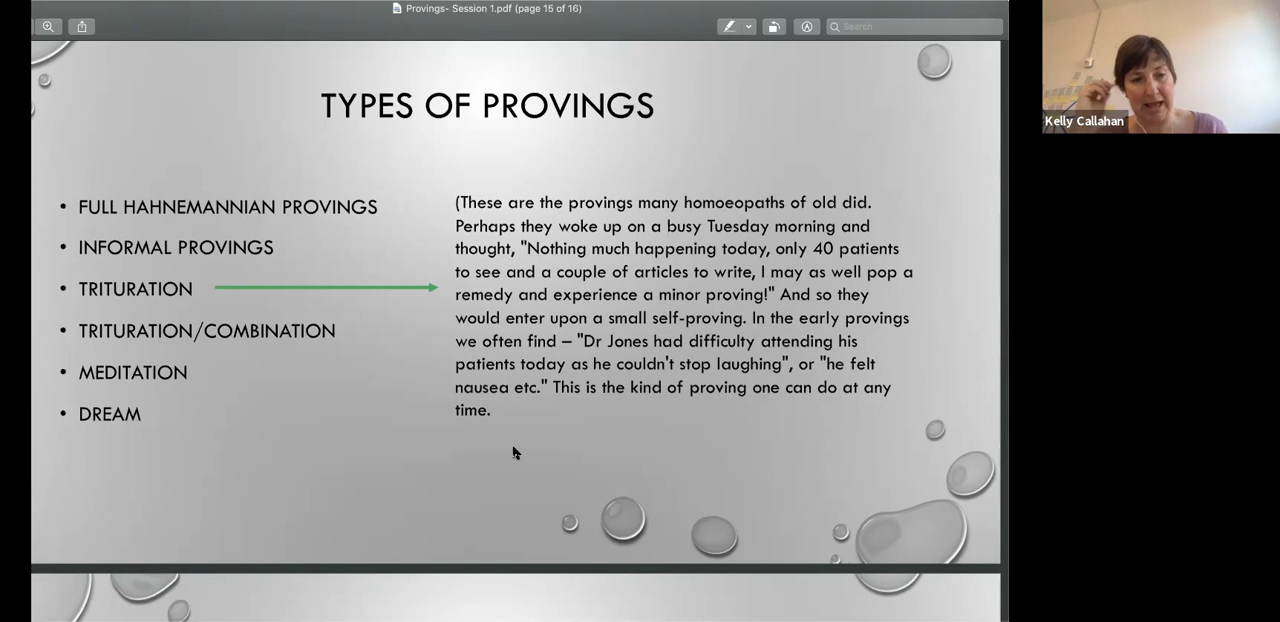 Provings- Session 1.pdf (page 15 of 16)
Search
TYPES OF PROVINGS
• FULL HAHNEMANNIAN PROVINGS
• INFORMAL PROVINGS
• TRITURATION
• TRITURATION/COMBINATION
• MEDITATION
• DREAM
(These are the provings many homoeopaths of old did.
Perhaps they woke up on a busy Tuesday morning and
thought, "Nothing much happening today, only 40 patients
to see and a couple of articles to write, I may as well pop a
remedy and experience a minor proving!" And so they
would enter upon a small self-proving. In the early provings
we often find – "Dr Jones had difficulty attending his
patients today as he couldn't stop laughing", or "he felt
nausea etc." This is the kind of proving one can do at any
time.
Kelly Callahan